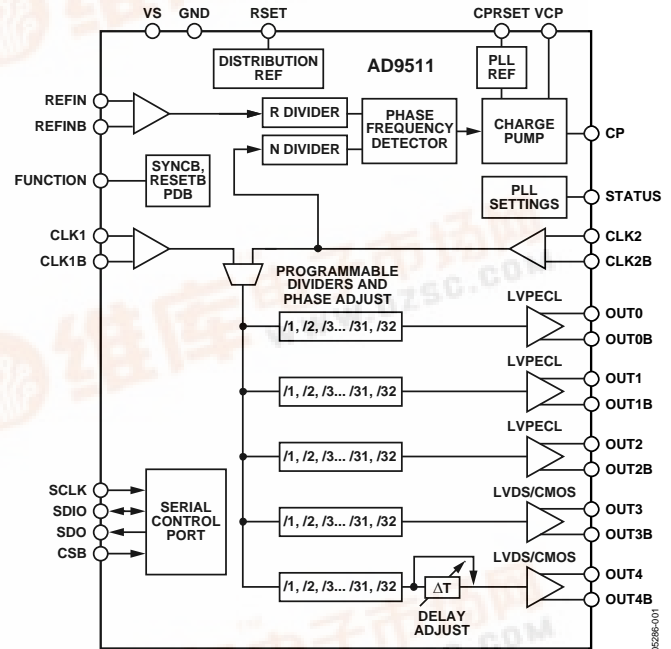 VS GND RSET CPRSET VCP
DISTRIBUTION
REF
AD9511
PLL
REF
REFIN
REFINB
R DIVIDER
N DIVIDER
PHASE
FREQUENCY
DETECTOR
CHARGE
PUMP
CP
FUNCTION
SYNCB,
RESETB
PDB
PLL
SETTINGS
STATUS
CLK1
CLK1B
CLK2
CLK2B
PROGRAMMABLE
DIVIDERS AND
PHASE ADJUST
LVPECL
/1, /2, /3... /31, /32
OUT0
OUT0B
LVPECL
/1, /2, /3... /31, /32
OUT1
OUT1B
LVPECL
/1, /2, /3... /31, /32
OUT2
OUT2B
SCLK
SDIO
SDO
CSB
SERIAL
CONTROL
PORT
LVDS/CMOS
/1, /2, /3... /31, /32
OUT3
OUT3B
LVDS/CMOS
/1, /2, /3... /31, /32
ΔT
OUT4
OUT4B
DELAY
ADJUST
05286-001